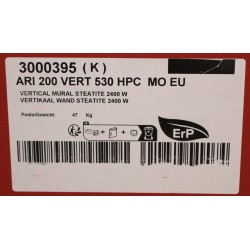 3000395 (K)
ARI 200 VERT 530 HPC MO EU
VERTICAL MURAL STEATITE 2400 W
VERTIKAAL WAND STEATITE 2400 W
Poids/Gewicht: 47 Kg
ErP